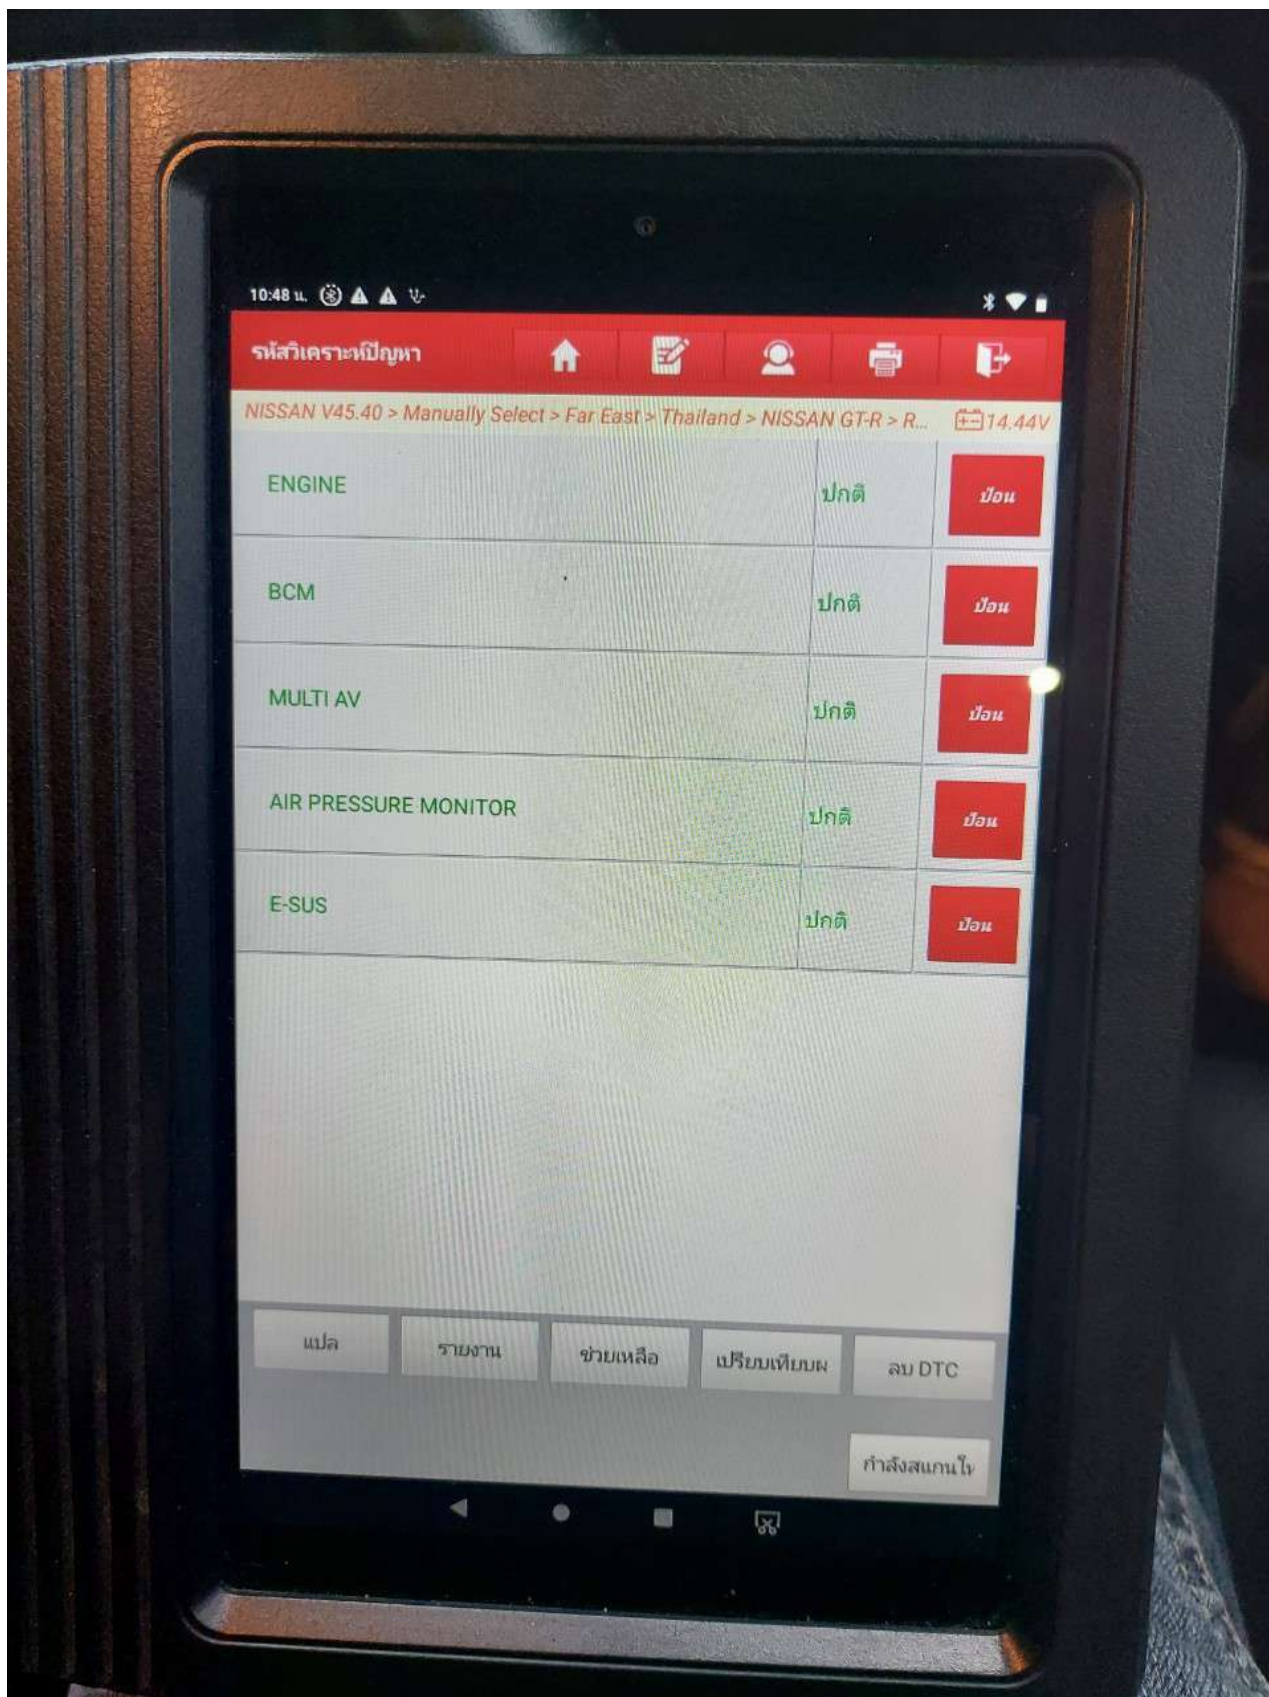 10:48 น.
รหัสวิเคราะห์ปัญหา
NISSAN V45.40 > Manually Select > Far East > Thailand > NISSAN GT-R > R... 14.44V
ENGINE ปกติ ป้อน
BCM ปกติ ป้อน
MULTI AV ปกติ ป้อน
AIR PRESSURE MONITOR ปกติ ป้อน
E-SUS ปกติ ป้อน
แปล รายงาน ช่วยเหลือ เปรียบเทียบผ ลบ DTC
กำลังสแกนให